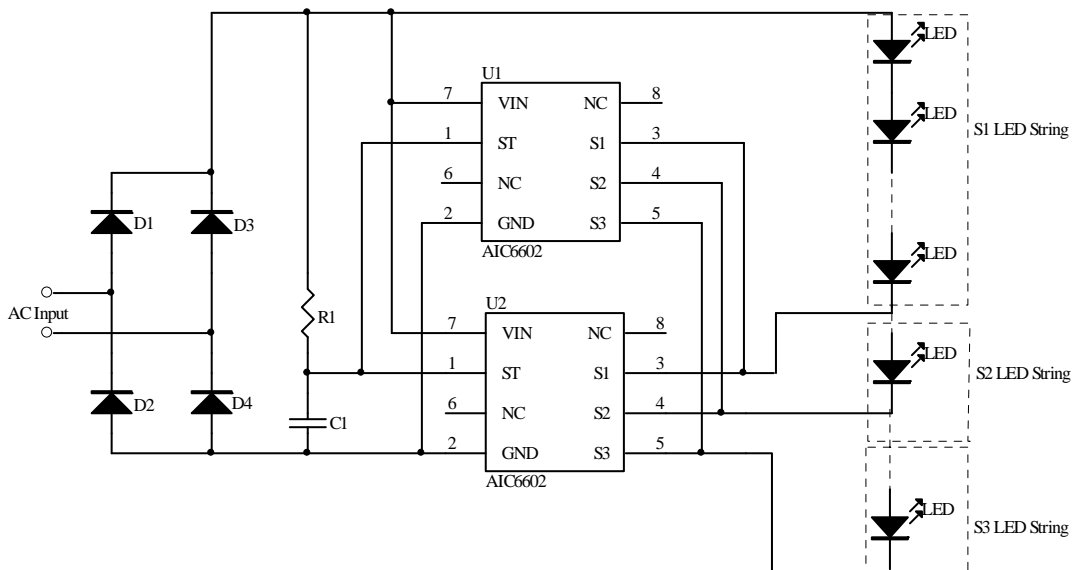 LED
U1
7 VIN NC 8
LED
1 ST S1 3
S1 LED String
6 NC S2 4
2 GND S3 5
D1
D3
AIC6602
LED
AC Input
R1
U2
7 VIN NC 8
LED
1 ST S1 3
S2 LED String
D2
D4
6 NC S2 4
C1
2 GND S3 5
AIC6602
LED
S3 LED String